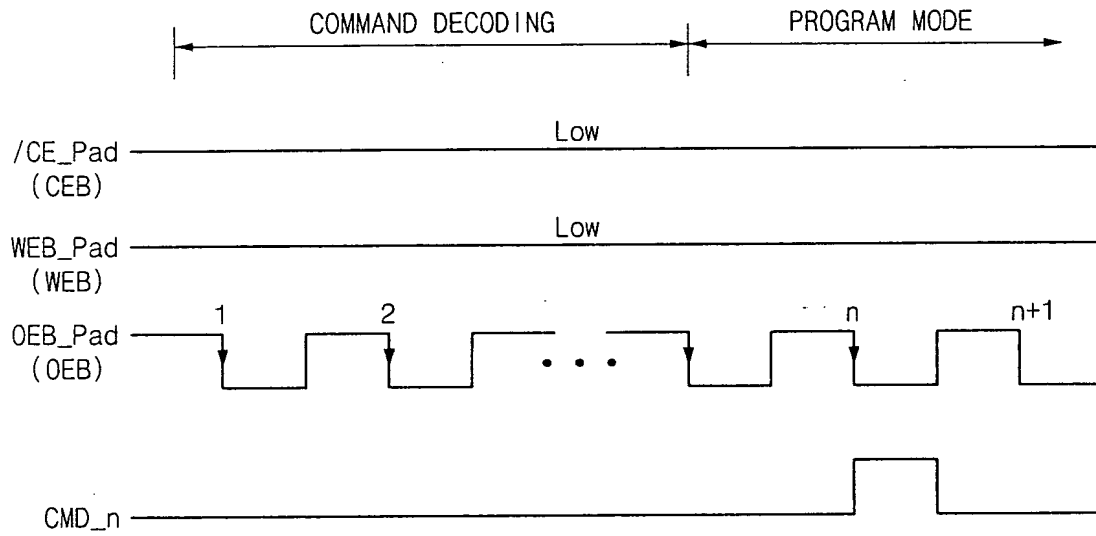 COMMAND DECODING
PROGRAM MODE
/CE_Pad
(CEB)
Low
WEB_Pad
(WEB)
Low
OEB_Pad
(OEB)
1
2
• • •
n
n+1
CMD_n